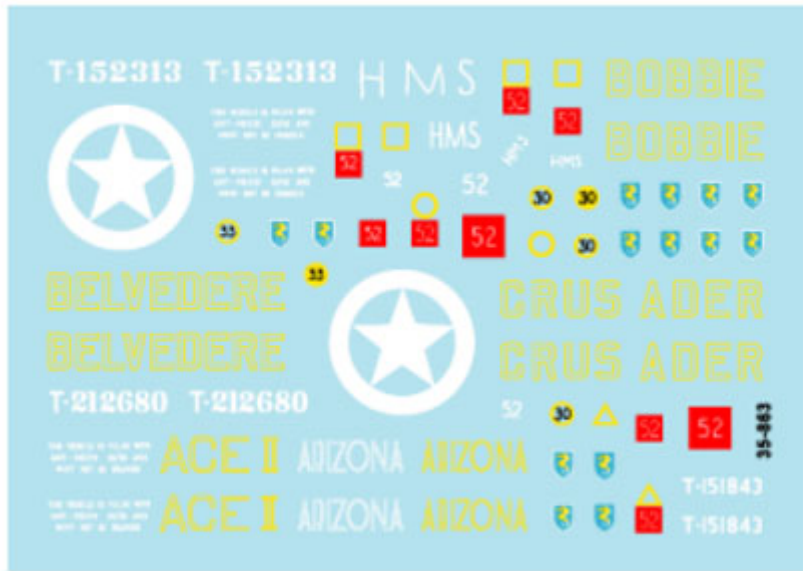 T-152313 T-152313
HMS
52
52
BOBBIE
BOBBIE
HMS
52
HMS
HMS
52
52
30 30
33
52 52 52
30
33
BELVEDERE
BELVEDERE
CRUS ADER
CRUS ADER
T-212680 T-212680
52 30 52 52
35-863
ACE II ARIZONA ARIZONA
ACE II ARIZONA ARIZONA
52
T-151843
T-151843